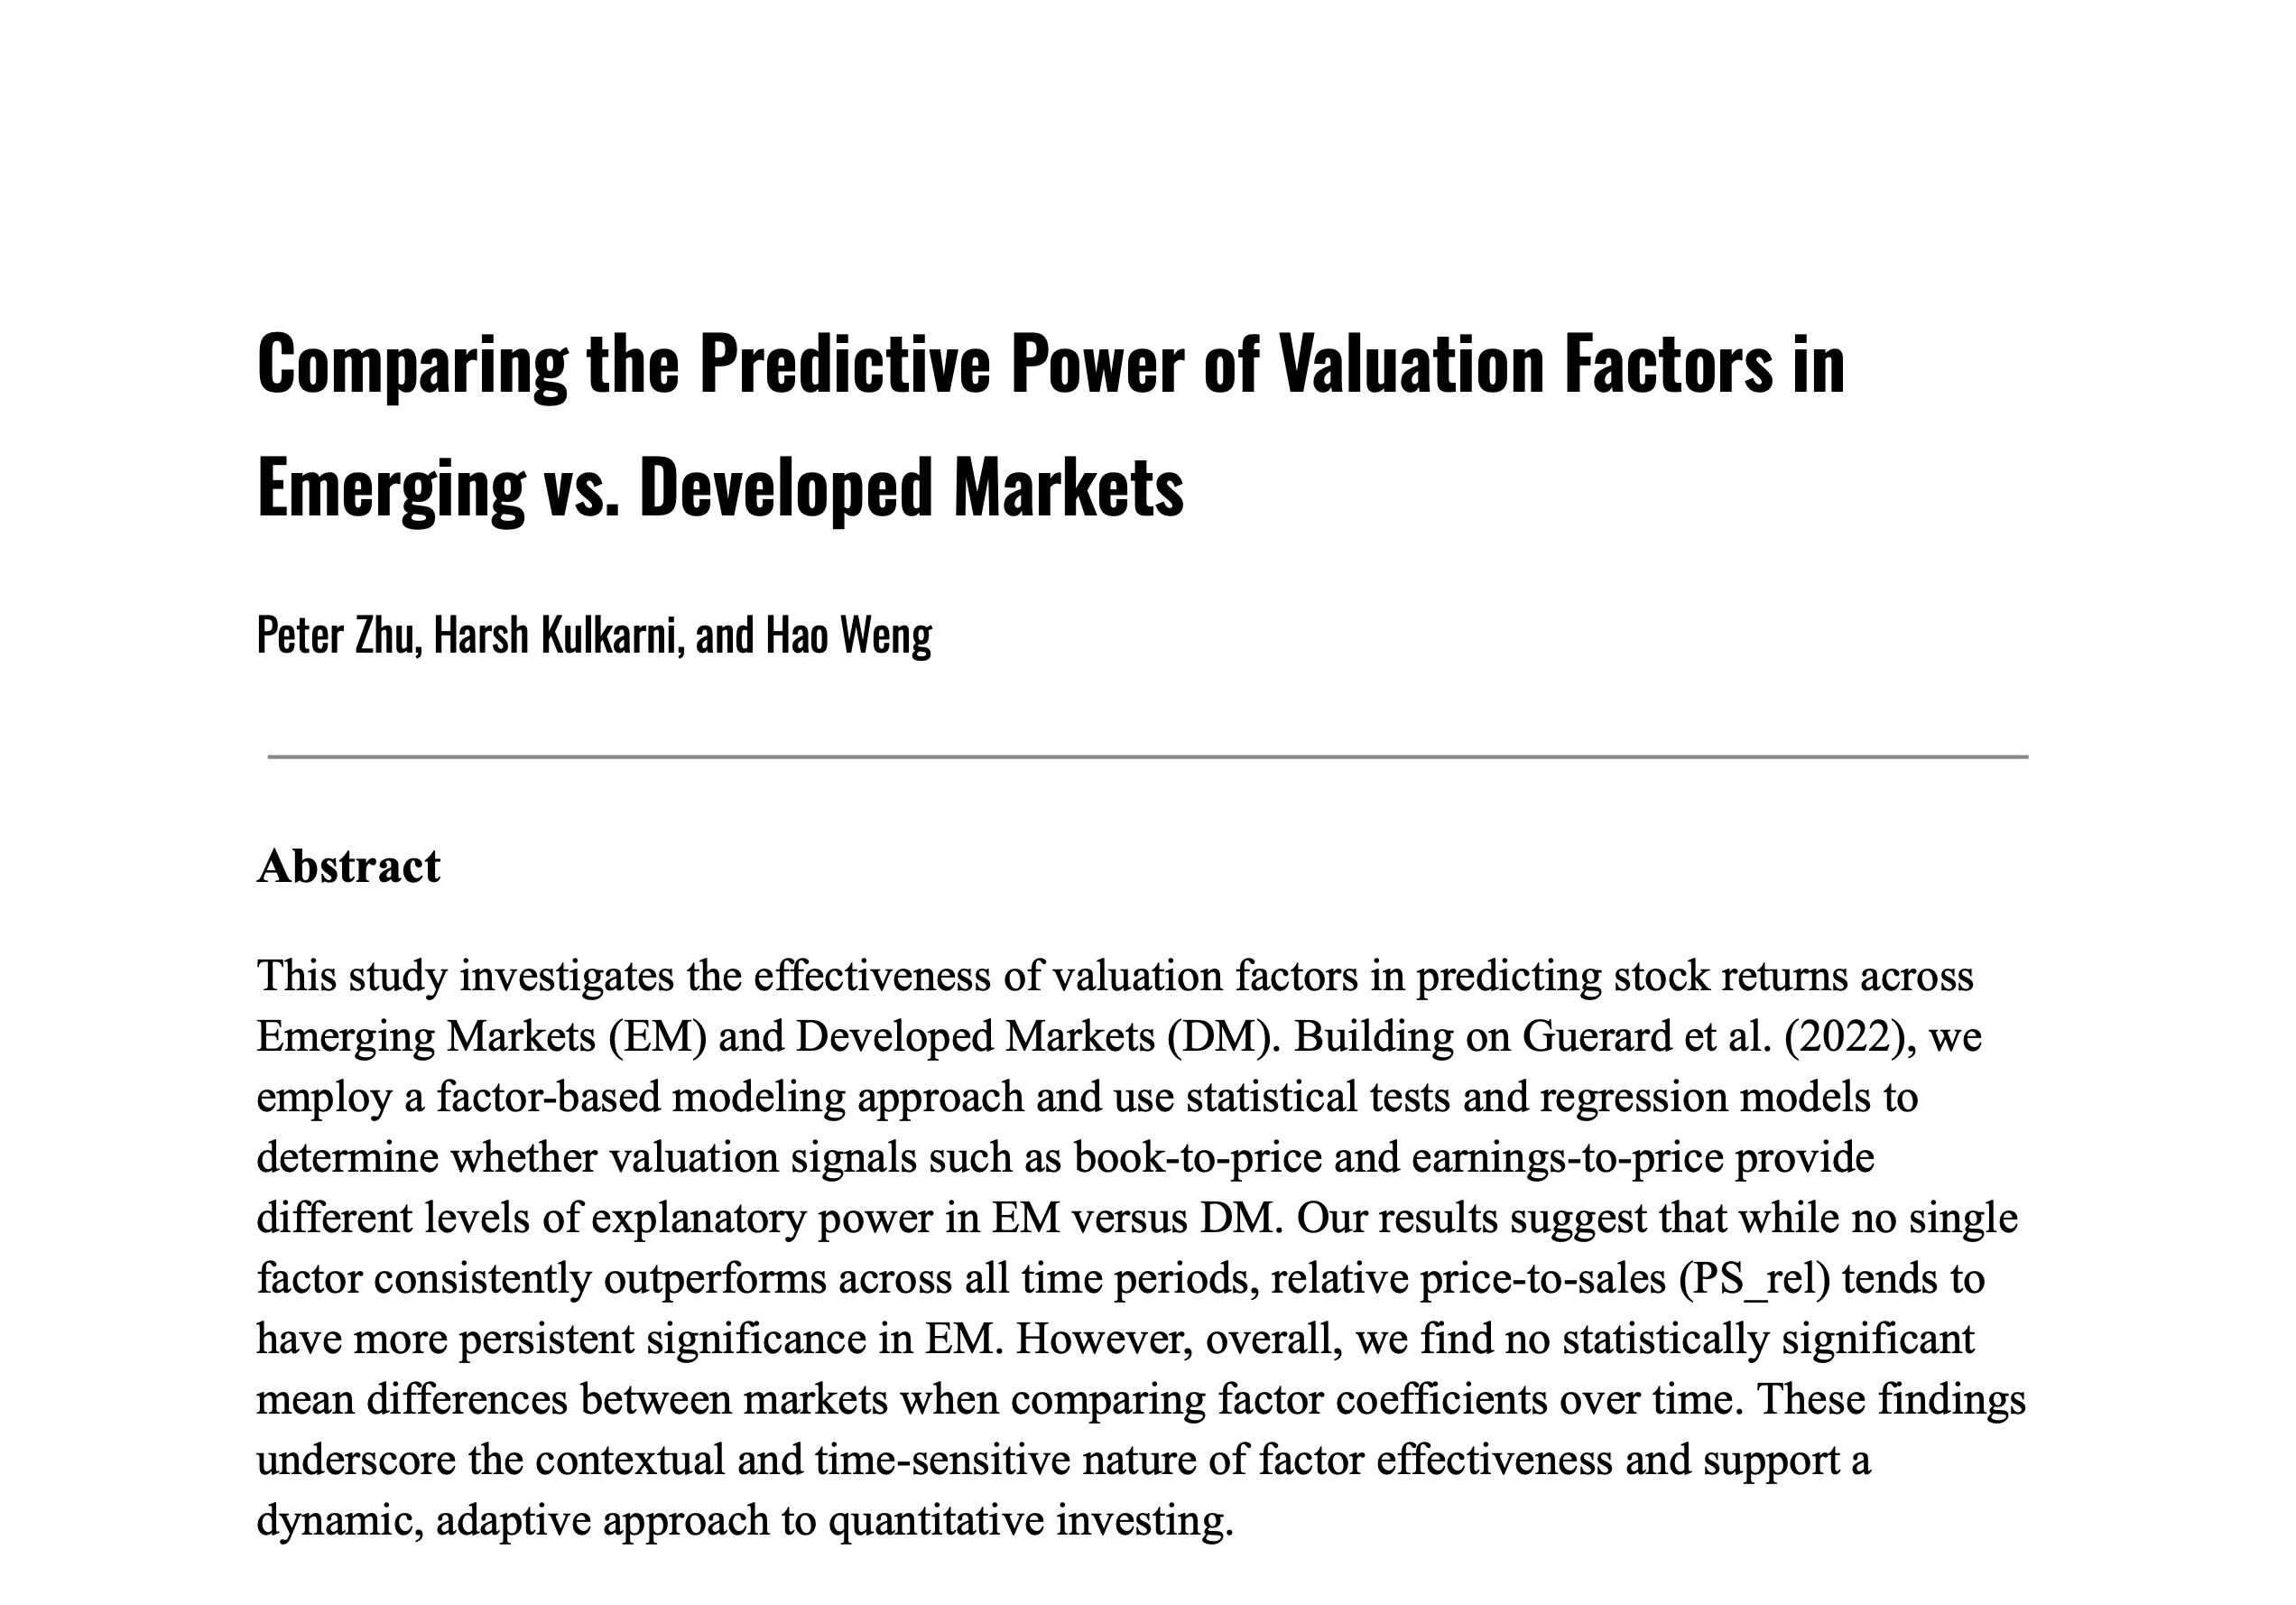 Comparing the Predictive Power of Valuation Factors in
Emerging vs. Developed Markets
Peter Zhu, Harsh Kulkarni, and Hao Weng
Abstract
This study investigates the effectiveness of valuation factors in predicting stock returns across
Emerging Markets (EM) and Developed Markets (DM). Building on Guerard et al. (2022), we
employ a factor-based modeling approach and use statistical tests and regression models to
determine whether valuation signals such as book-to-price and earnings-to-price provide
different levels of explanatory power in EM versus DM. Our results suggest that while no single
factor consistently outperforms across all time periods, relative price-to-sales (PS_rel) tends to
have more persistent significance in EM. However, overall, we find no statistically significant
mean differences between markets when comparing factor coefficients over time. These findings
underscore the contextual and time-sensitive nature of factor effectiveness and support a
dynamic, adaptive approach to quantitative investing.